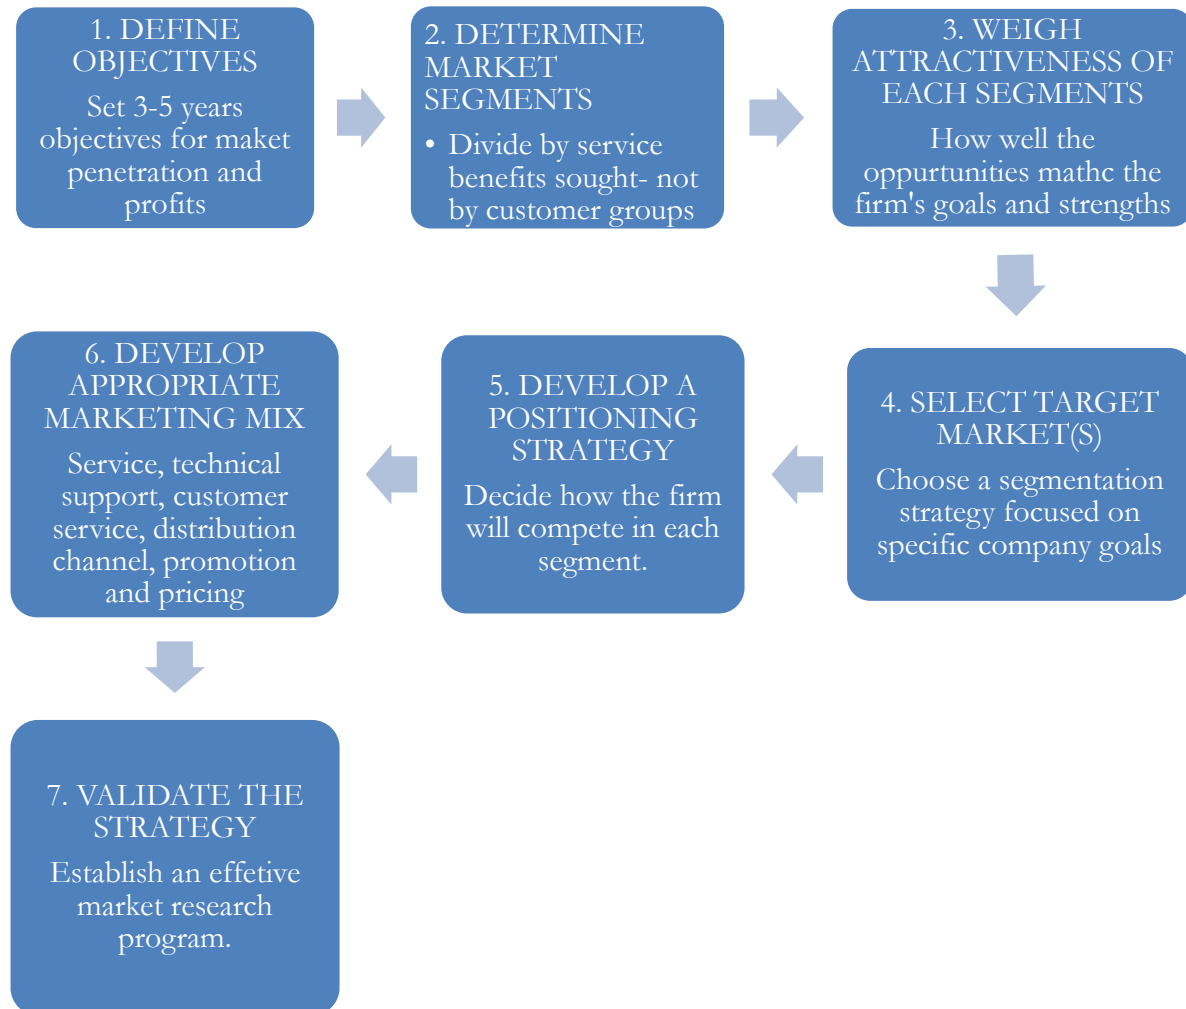 1. DEFINE
OBJECTIVES
Set 3-5 years
objectives for maket
penetration and
profits
2. DETERMINE
MARKET
SEGMENTS
• Divide by service
benefits sought- not
by customer groups
3. WEIGH
ATTRACTIVENESS OF
EACH SEGMENTS
How well the
oppurtunities mathc the
firm's goals and strengths
4. SELECT TARGET
MARKET(S)
Choose a segmentation
strategy focused on
specific company goals
5. DEVELOP A
POSITIONING
STRATEGY
Decide how the firm
will compete in each
segment.
6. DEVELOP
APPROPRIATE
MARKETING MIX
Service, technical
support, customer
service, distribution
channel, promotion
and pricing
7. VALIDATE THE
STRATEGY
Establish an effetive
market research
program.